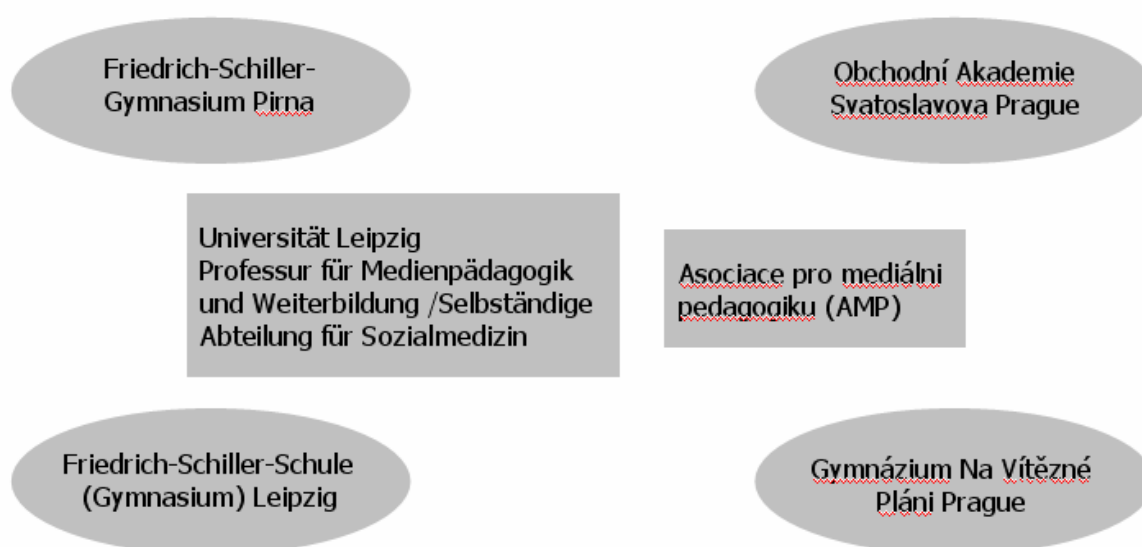 Friedrich-Schiller-
Gymnasium Pirna
Obchodní Akademie
Svatoslavova Prague
Universität Leipzig
Professur für Medienpädagogik
und Weiterbildung /Selbständige
Abteilung für Sozialmedizin
Asociace pro mediálni
pedagogiku (AMP)
Friedrich-Schiller-Schule
(Gymnasium) Leipzig
Gymnázium Na Vítězné
Pláni Prague